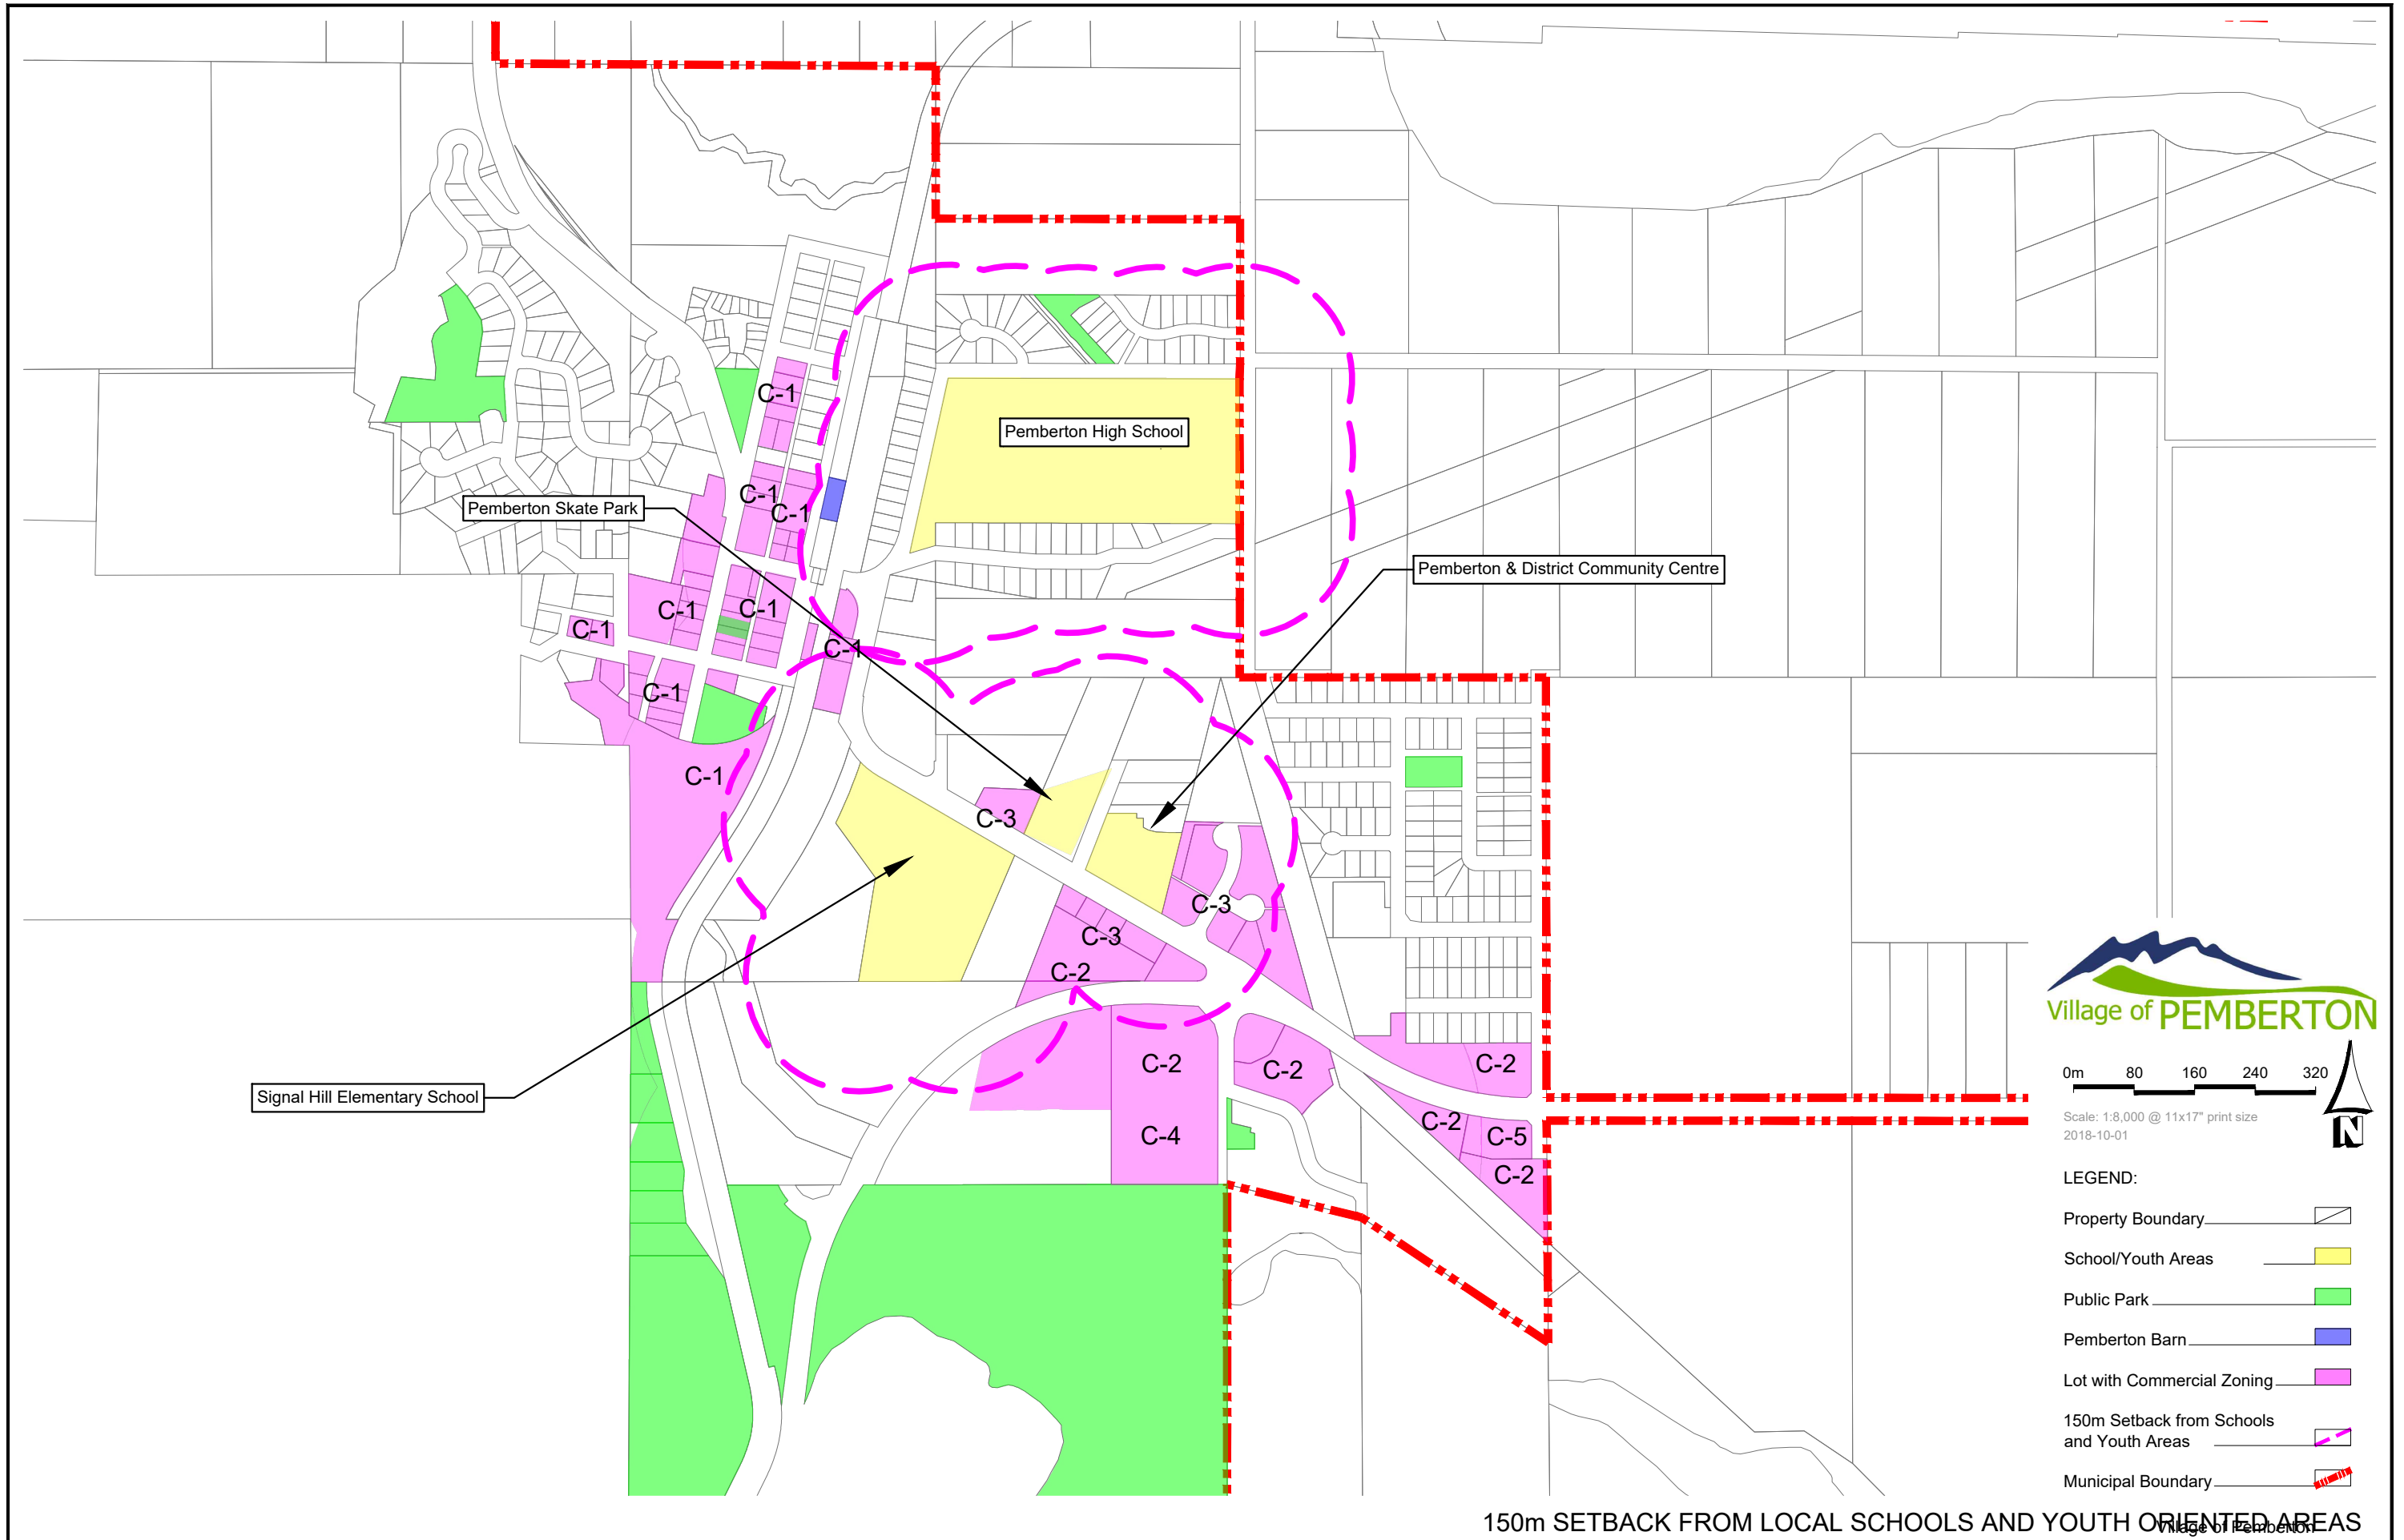 C-1
Pemberton High School
C-1
Pemberton Skate Park
C-1
Pemberton & District Community Centre
C-1
C-1
C-1
C-1
C-1
C-1
C-3
C-3
C-3
C-2
C-2
C-2
C-2
Signal Hill Elementary School
C-2
C-5
C-4
C-2
Village of PEMBERTON
0m 80 160 240 320
Scale: 1:8,000 @ 11x17" print size
2018-10-01
N
LEGEND:
Property Boundary
School/Youth Areas
Public Park
Pemberton Barn
Lot with Commercial Zoning
150m Setback from Schools
and Youth Areas
Municipal Boundary
150m SETBACK FROM LOCAL SCHOOLS AND YOUTH ORIENTED AREAS
Village of Pemberton